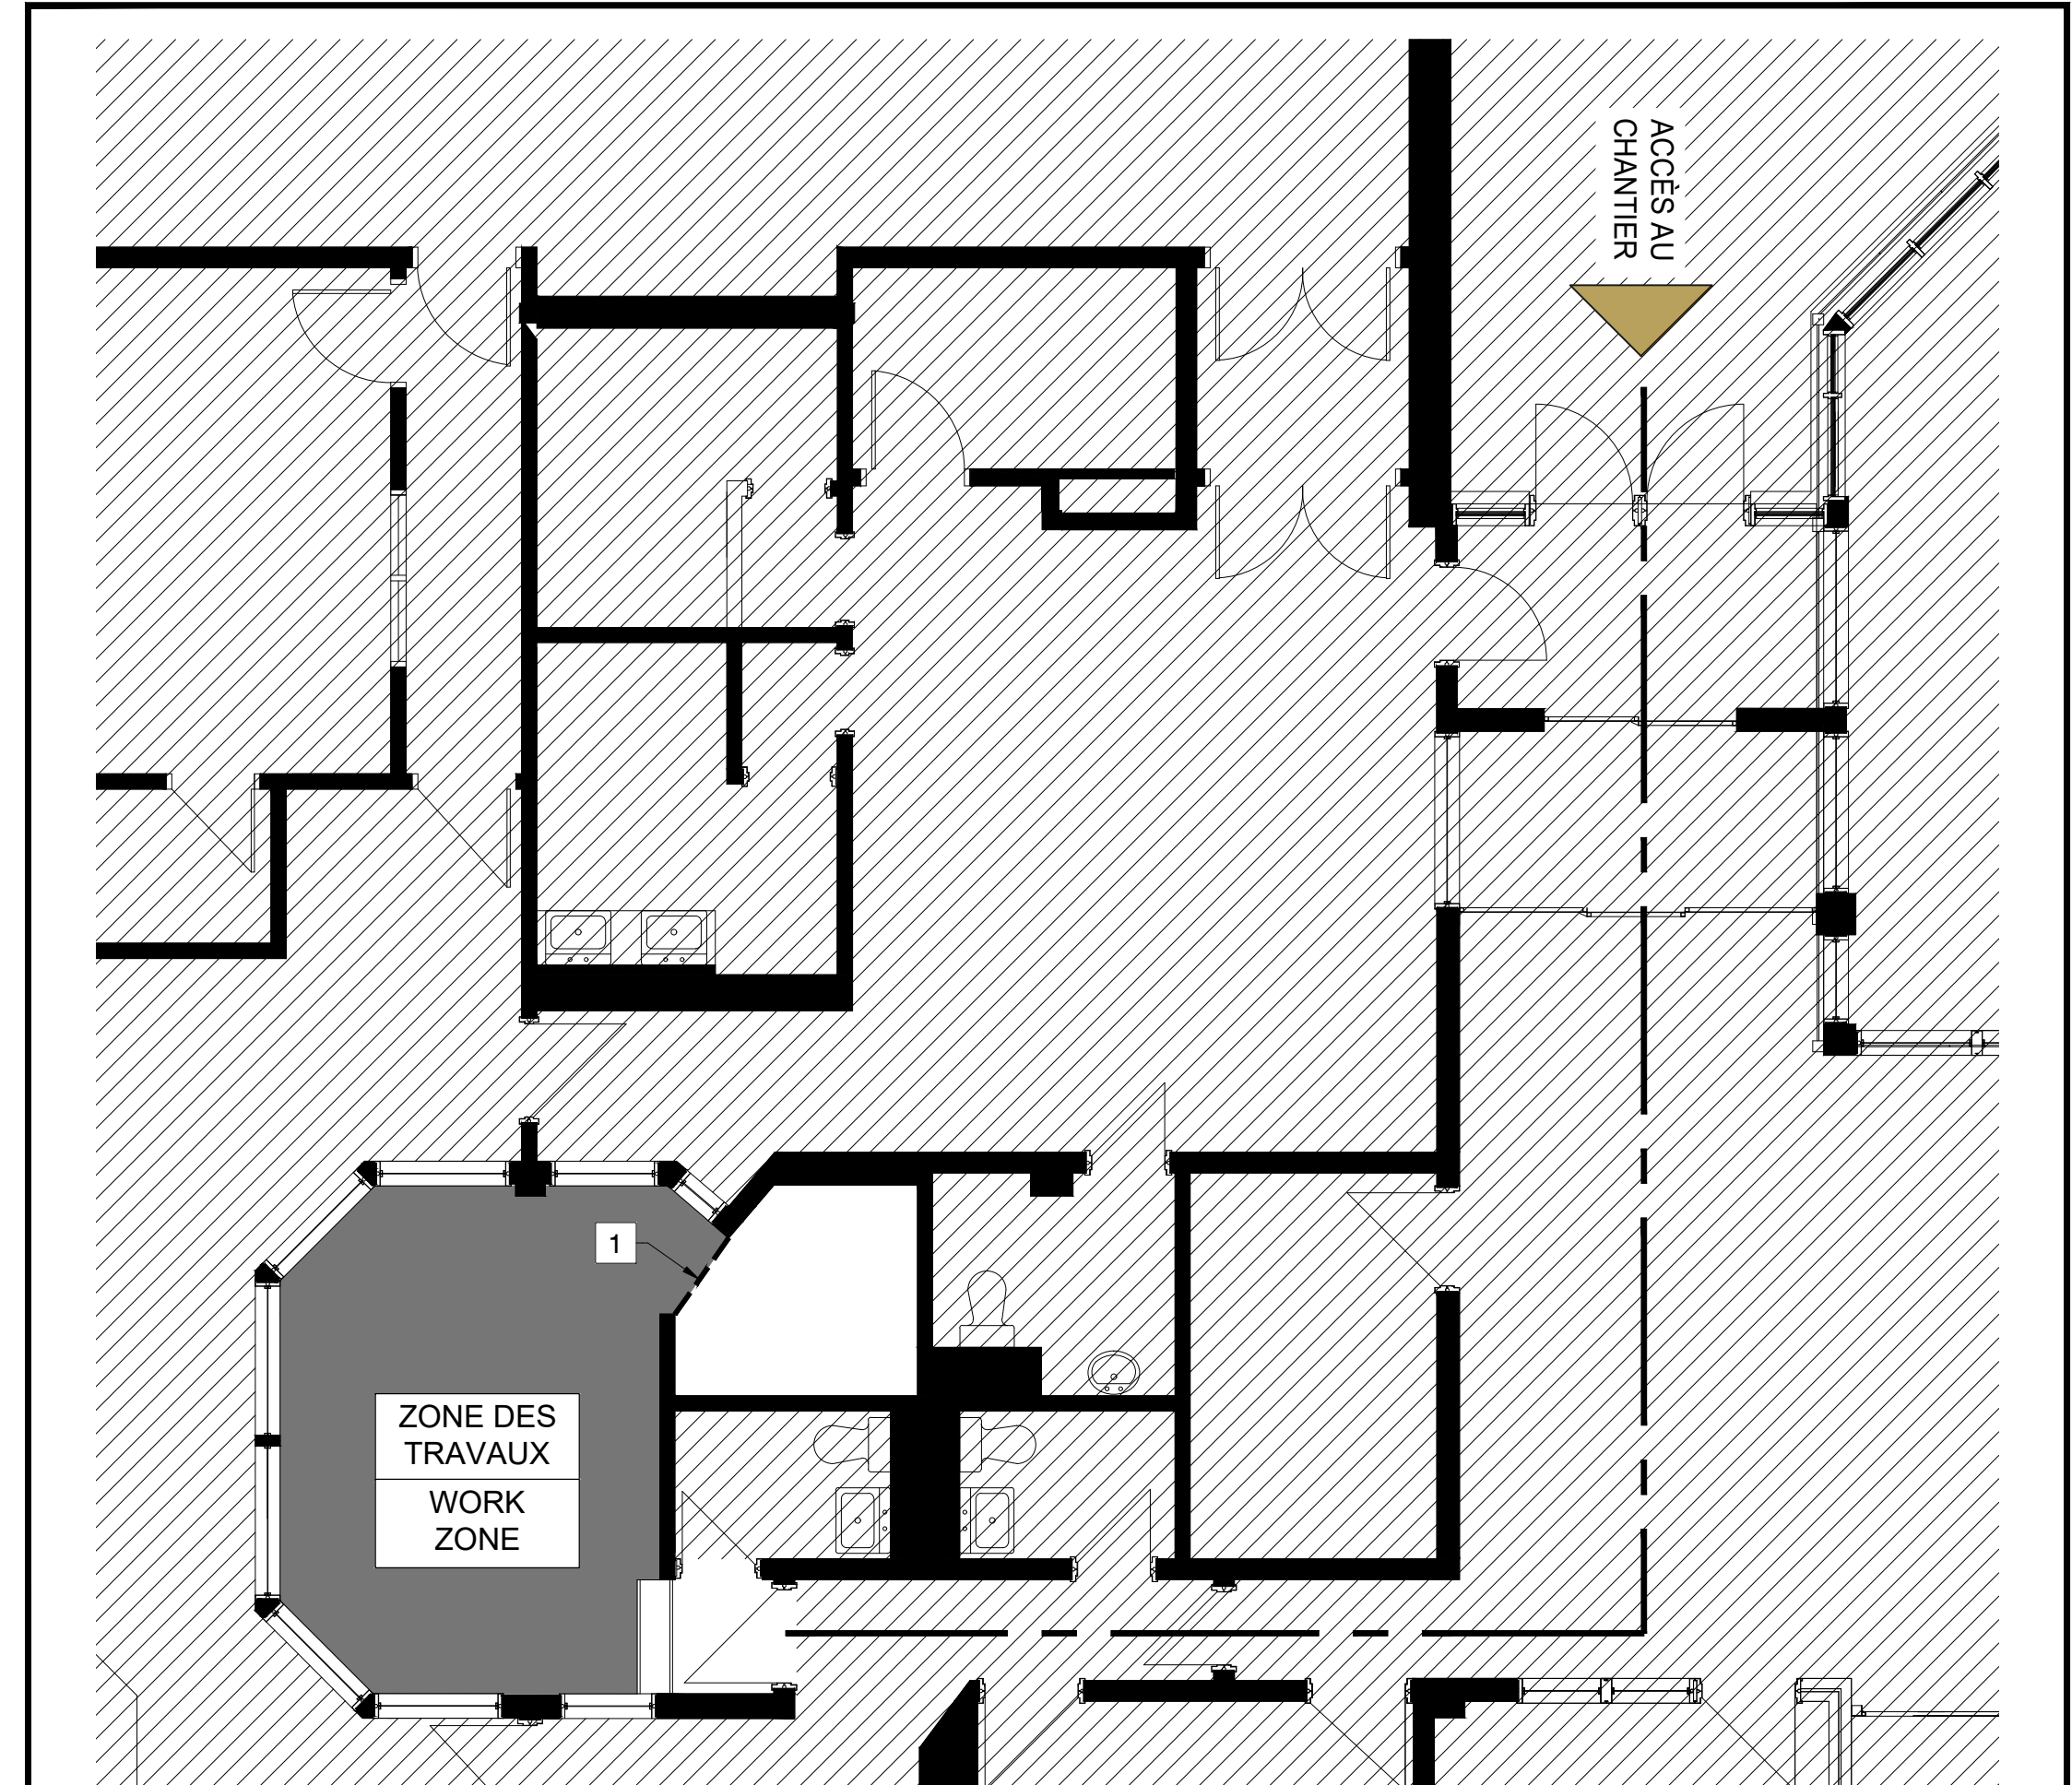 ACCÈS AU
CHANTIER
1
ZONE DES
TRAVAUX
WORK
ZONE